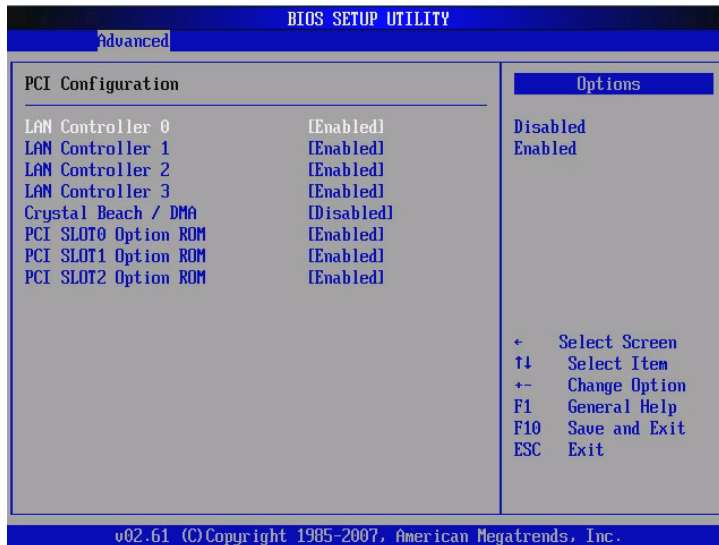 BIOS SETUP UTILITY
Advanced
PCI Configuration
LAN Controller 0 [Enabled]
LAN Controller 1 [Enabled]
LAN Controller 2 [Enabled]
LAN Controller 3 [Enabled]
Crystal Beach / DMA [Disabled]
PCI SLOT0 Option ROM [Enabled]
PCI SLOT1 Option ROM [Enabled]
PCI SLOT2 Option ROM [Enabled]
Options
Disabled
Enabled
← Select Screen
↑↓ Select Item
+- Change Option
F1 General Help
F10 Save and Exit
ESC Exit
v02.61 (C)Copyright 1985-2007, American Megatrends, Inc.